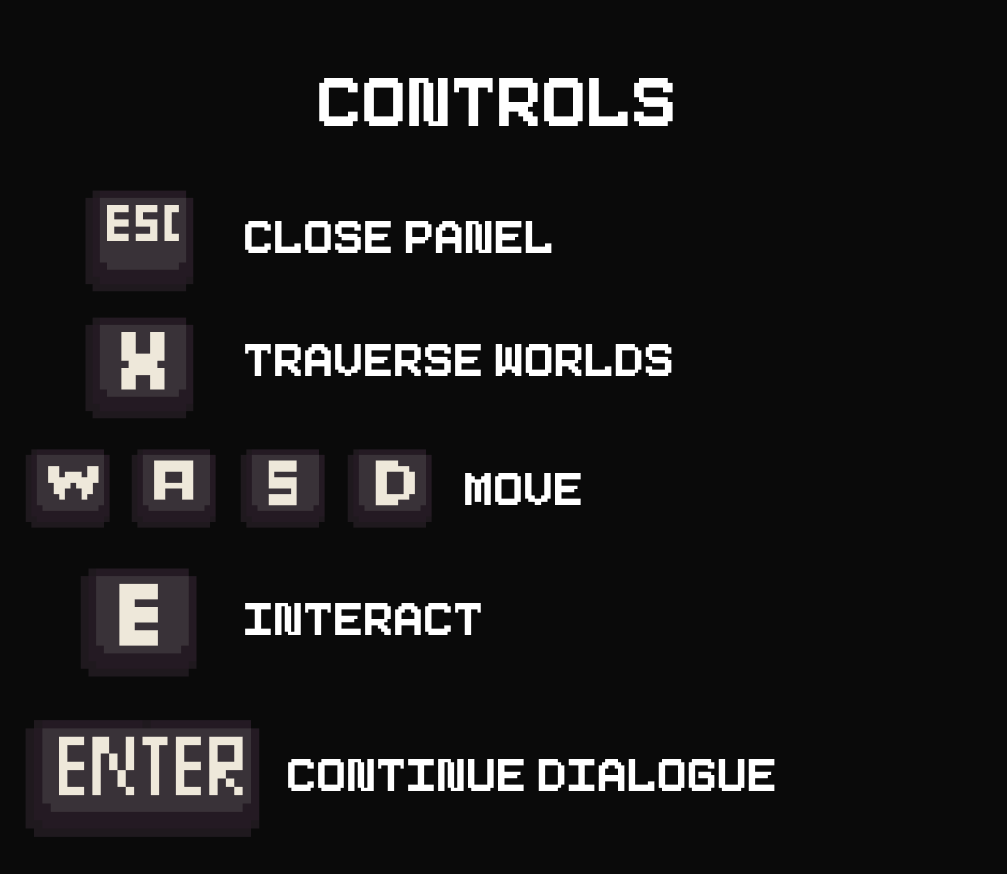 CONTROLS
ESC CLOSE PANEL
X TRAVERSE WORLDS
W A S D MOVE
E INTERACT
ENTER CONTINUE DIALOGUE